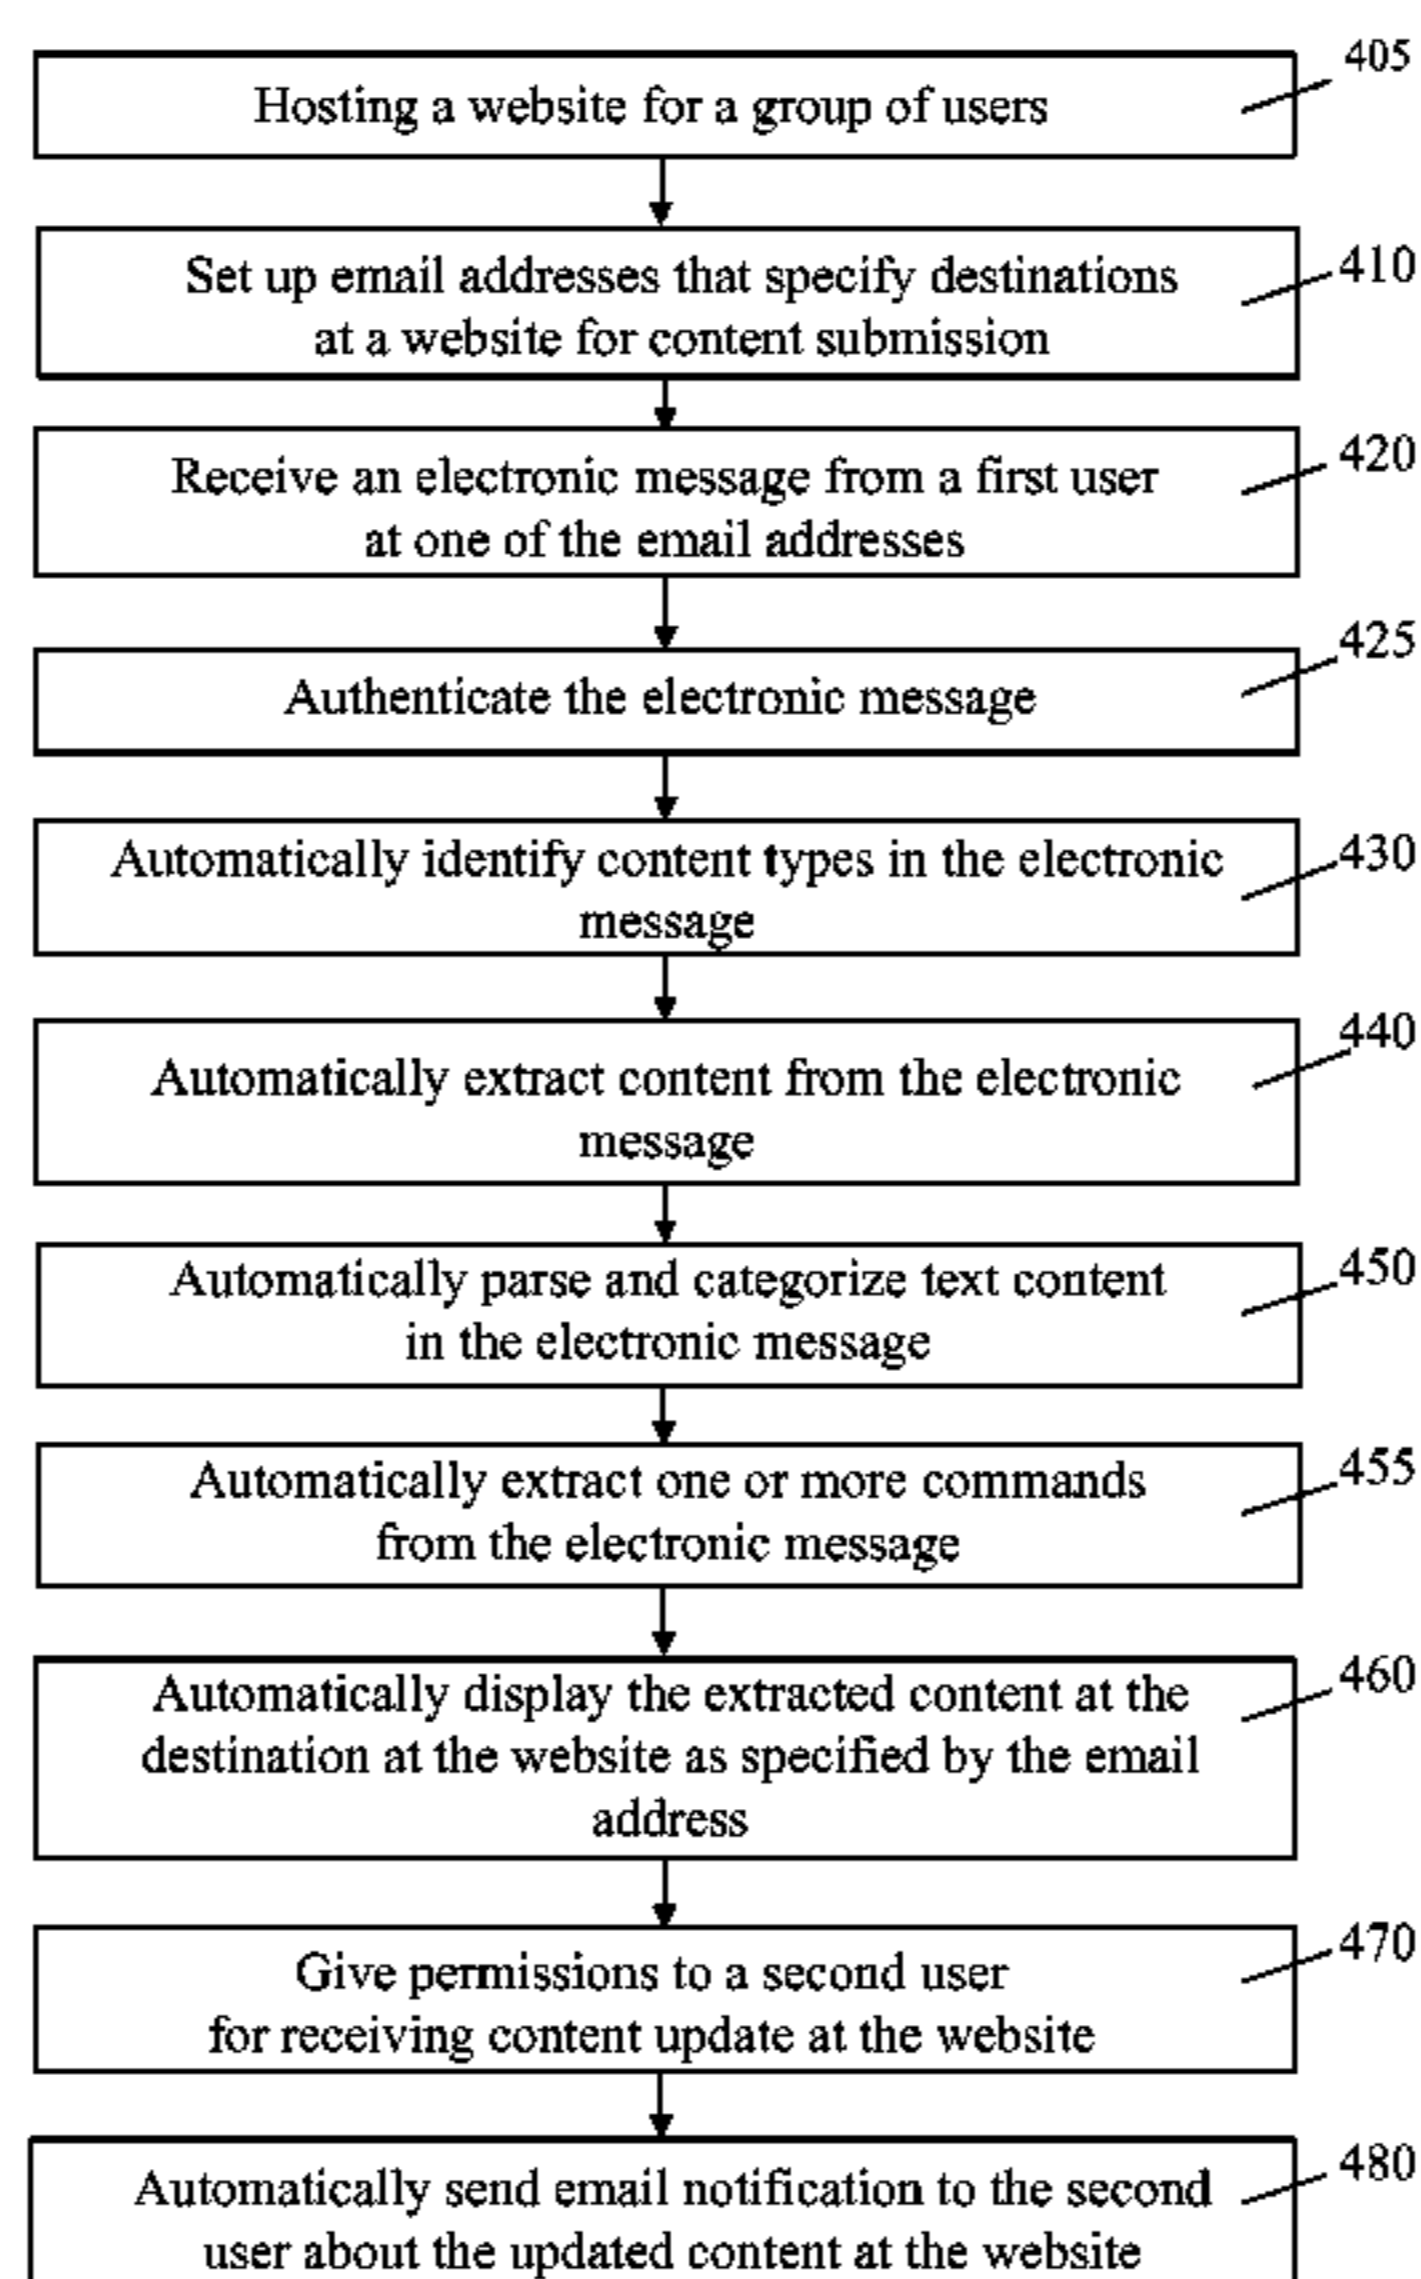 405
Hosting a website for a group of users
410
Set up email addresses that specify destinations
at a website for content submission
420
Receive an electronic message from a first user
at one of the email addresses
425
Authenticate the electronic message
430
Automatically identify content types in the electronic
message
440
Automatically extract content from the electronic
message
450
Automatically parse and categorize text content
in the electronic message
455
Automatically extract one or more commands
from the electronic message
460
Automatically display the extracted content at the
destination at the website as specified by the email
address
470
Give permissions to a second user
for receiving content update at the website
480
Automatically send email notification to the second
user about the updated content at the website